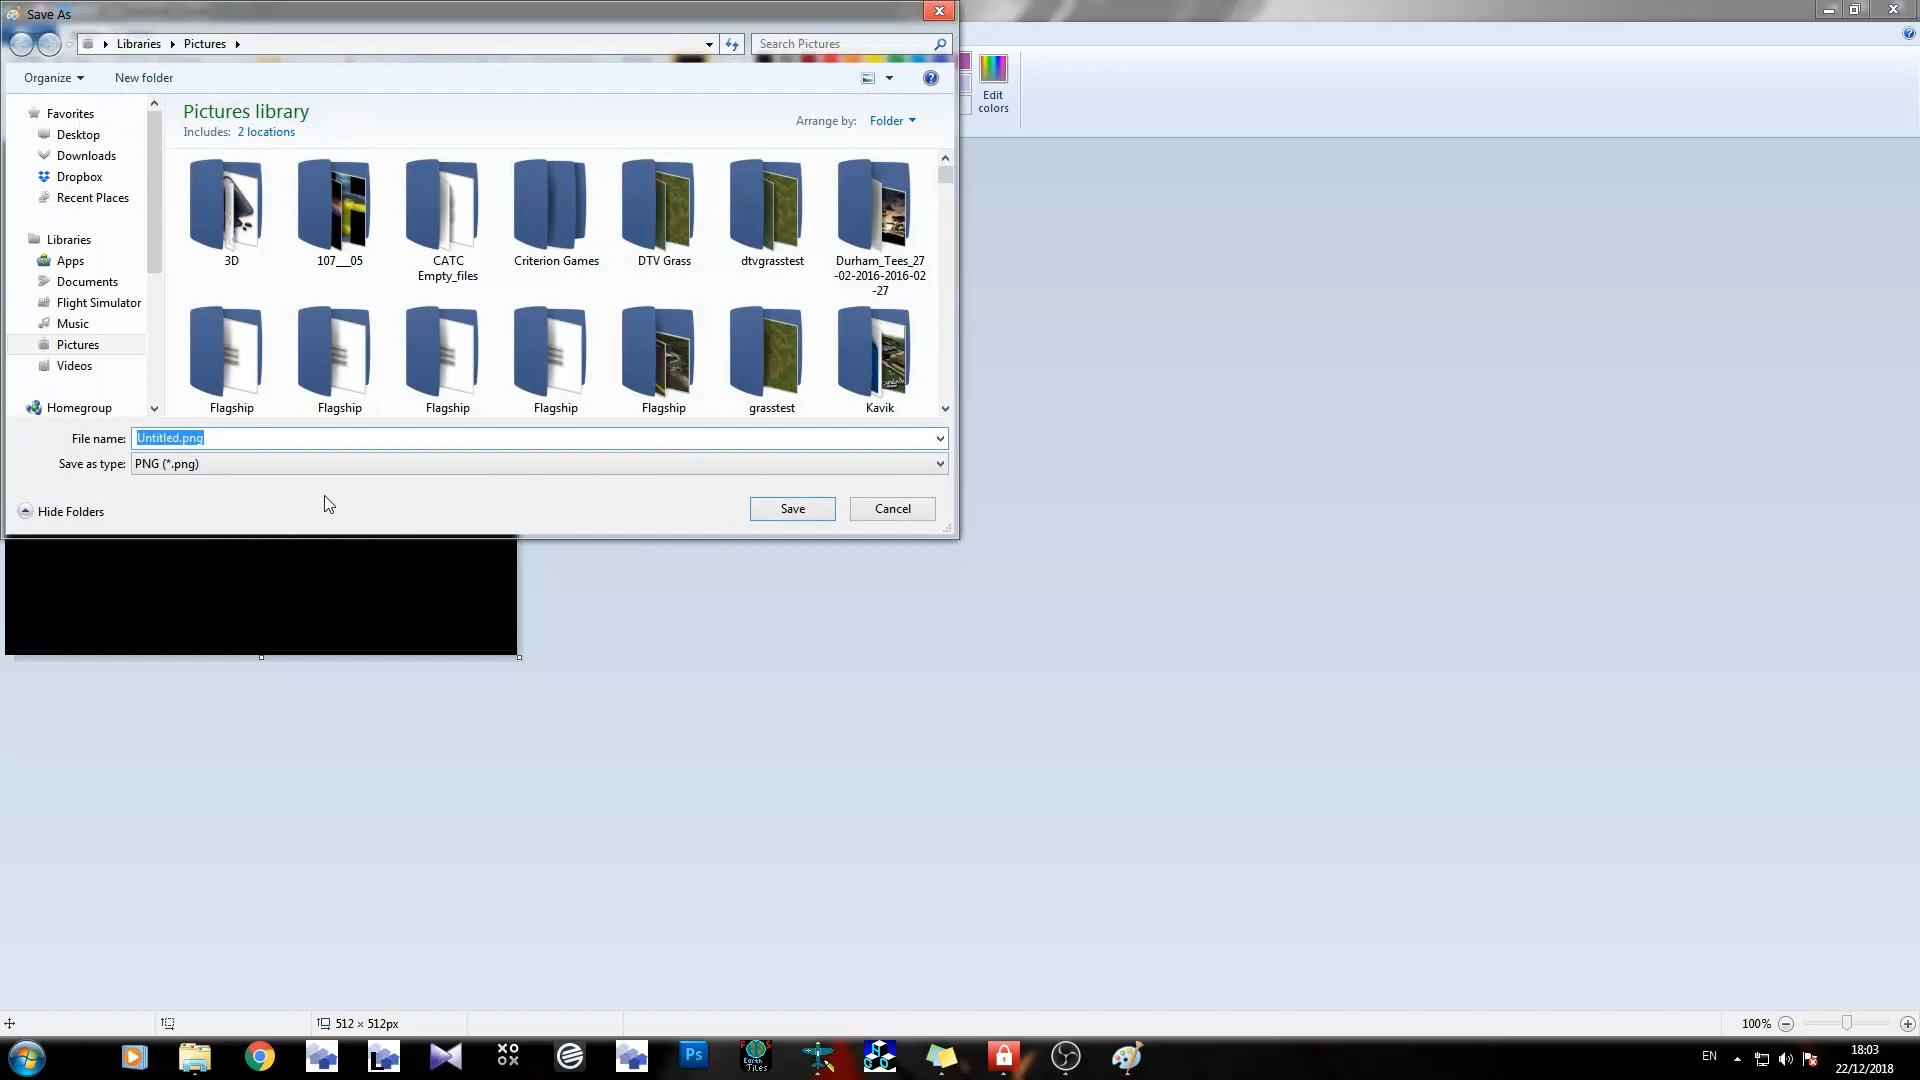 Save As
Libraries
Pictures
Search Pictures
Organize
New folder
Edit
colors
Favorites
Desktop
Downloads
Dropbox
Recent Places
Libraries
Apps
Documents
Flight Simulator
Music
Pictures
Videos
Homegroup
Pictures library
Includes: 2 locations
Arrange by: Folder
3D
107___05
CATC
Empty_files
Criterion Games
DTV Grass
dtvgrasstest
Durham_Tees_27
-02-2016-2016-02
-27
Flagship
Flagship
Flagship
Flagship
Flagship
grasstest
Kavik
File name: Untitled.png
Save as type: PNG (*.png)
Hide Folders
Save
Cancel
512 × 512px
100%
Ps
Earth
Tiles
EN
18:03
22/12/2018